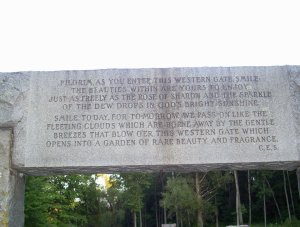 PILGRIM, AS YOU ENTER THIS WESTERN GATE SMILE
THE BEAUTIES WITHIN ARE YOURS TO ENJOY
JUST AS FREELY AS THE ROSE OF SHARON AND THE SPARKLE
OF THE DEW DROPS IN GOD'S BRIGHT SUNSHINE
SMILE TO-DAY, FOR TO-MORROW WE PASS ON LIKE THE
FLEETING CLOUDS WHICH ARE BORNE AWAY BY THE GENTLE
BREEZES THAT BLOW O'ER THIS WESTERN GATE WHICH
OPENS INTO A GARDEN OF RARE BEAUTY AND FRAGRANCE.
C.E.S.